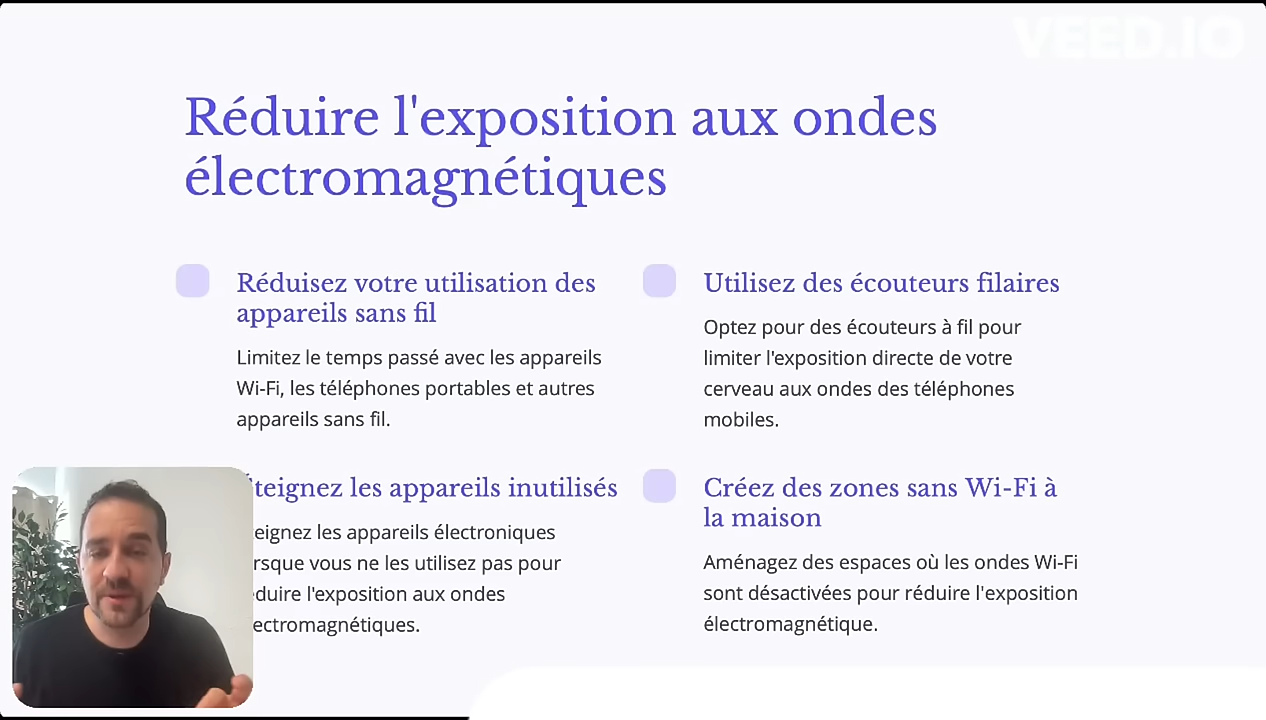 VEED.IO
Réduire l'exposition aux ondes
électromagnétiques
Réduisez votre utilisation des
appareils sans fil
Limitez le temps passé avec les appareils
Wi-Fi, les téléphones portables et autres
appareils sans fil.
Utilisez des écouteurs filaires
Optez pour des écouteurs à fil pour
limiter l'exposition directe de votre
cerveau aux ondes des téléphones
mobiles.
Éteignez les appareils inutilisés
teignez les appareils électroniques
rsque vous ne les utilisez pas pour
éduire l'exposition aux ondes
ectromagnétiques.
Créez des zones sans Wi-Fi à
la maison
Aménagez des espaces où les ondes Wi-Fi
sont désactivées pour réduire l'exposition
électromagnétique.